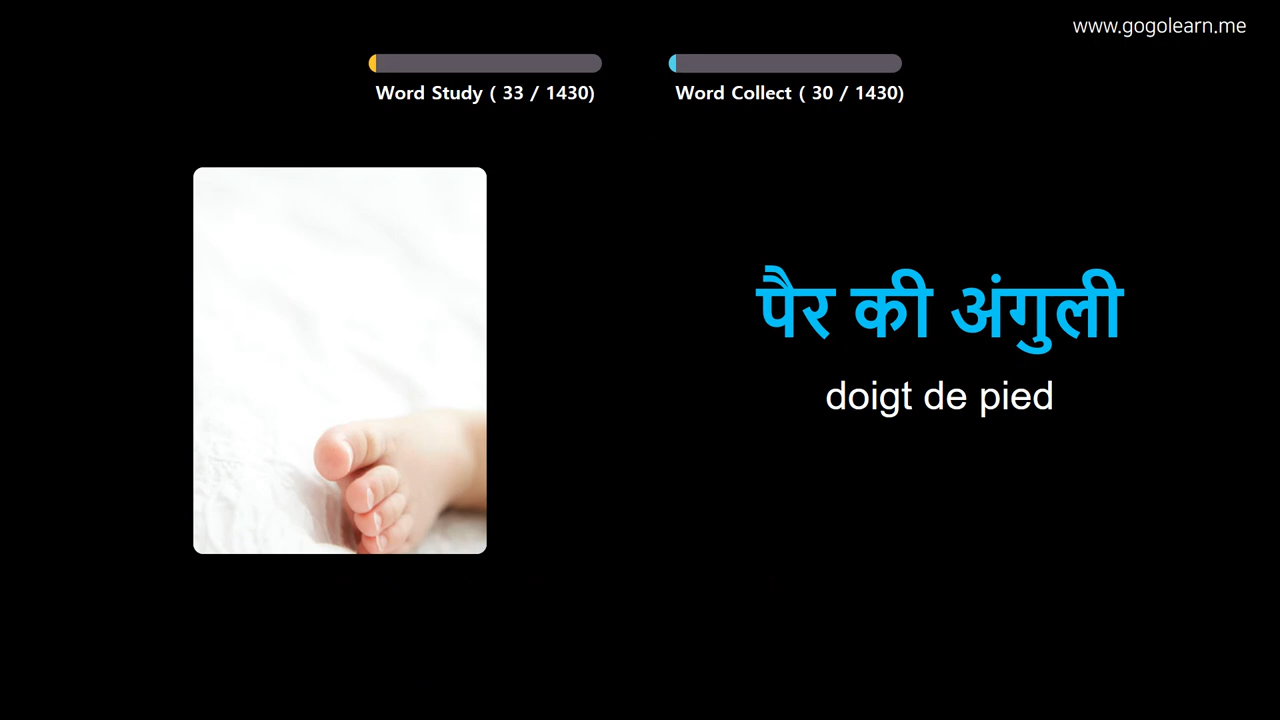 www.gogolearn.me
Word Study ( 33 / 1430)
Word Collect ( 30 / 1430)
पैर की अंगुली
doigt de pied